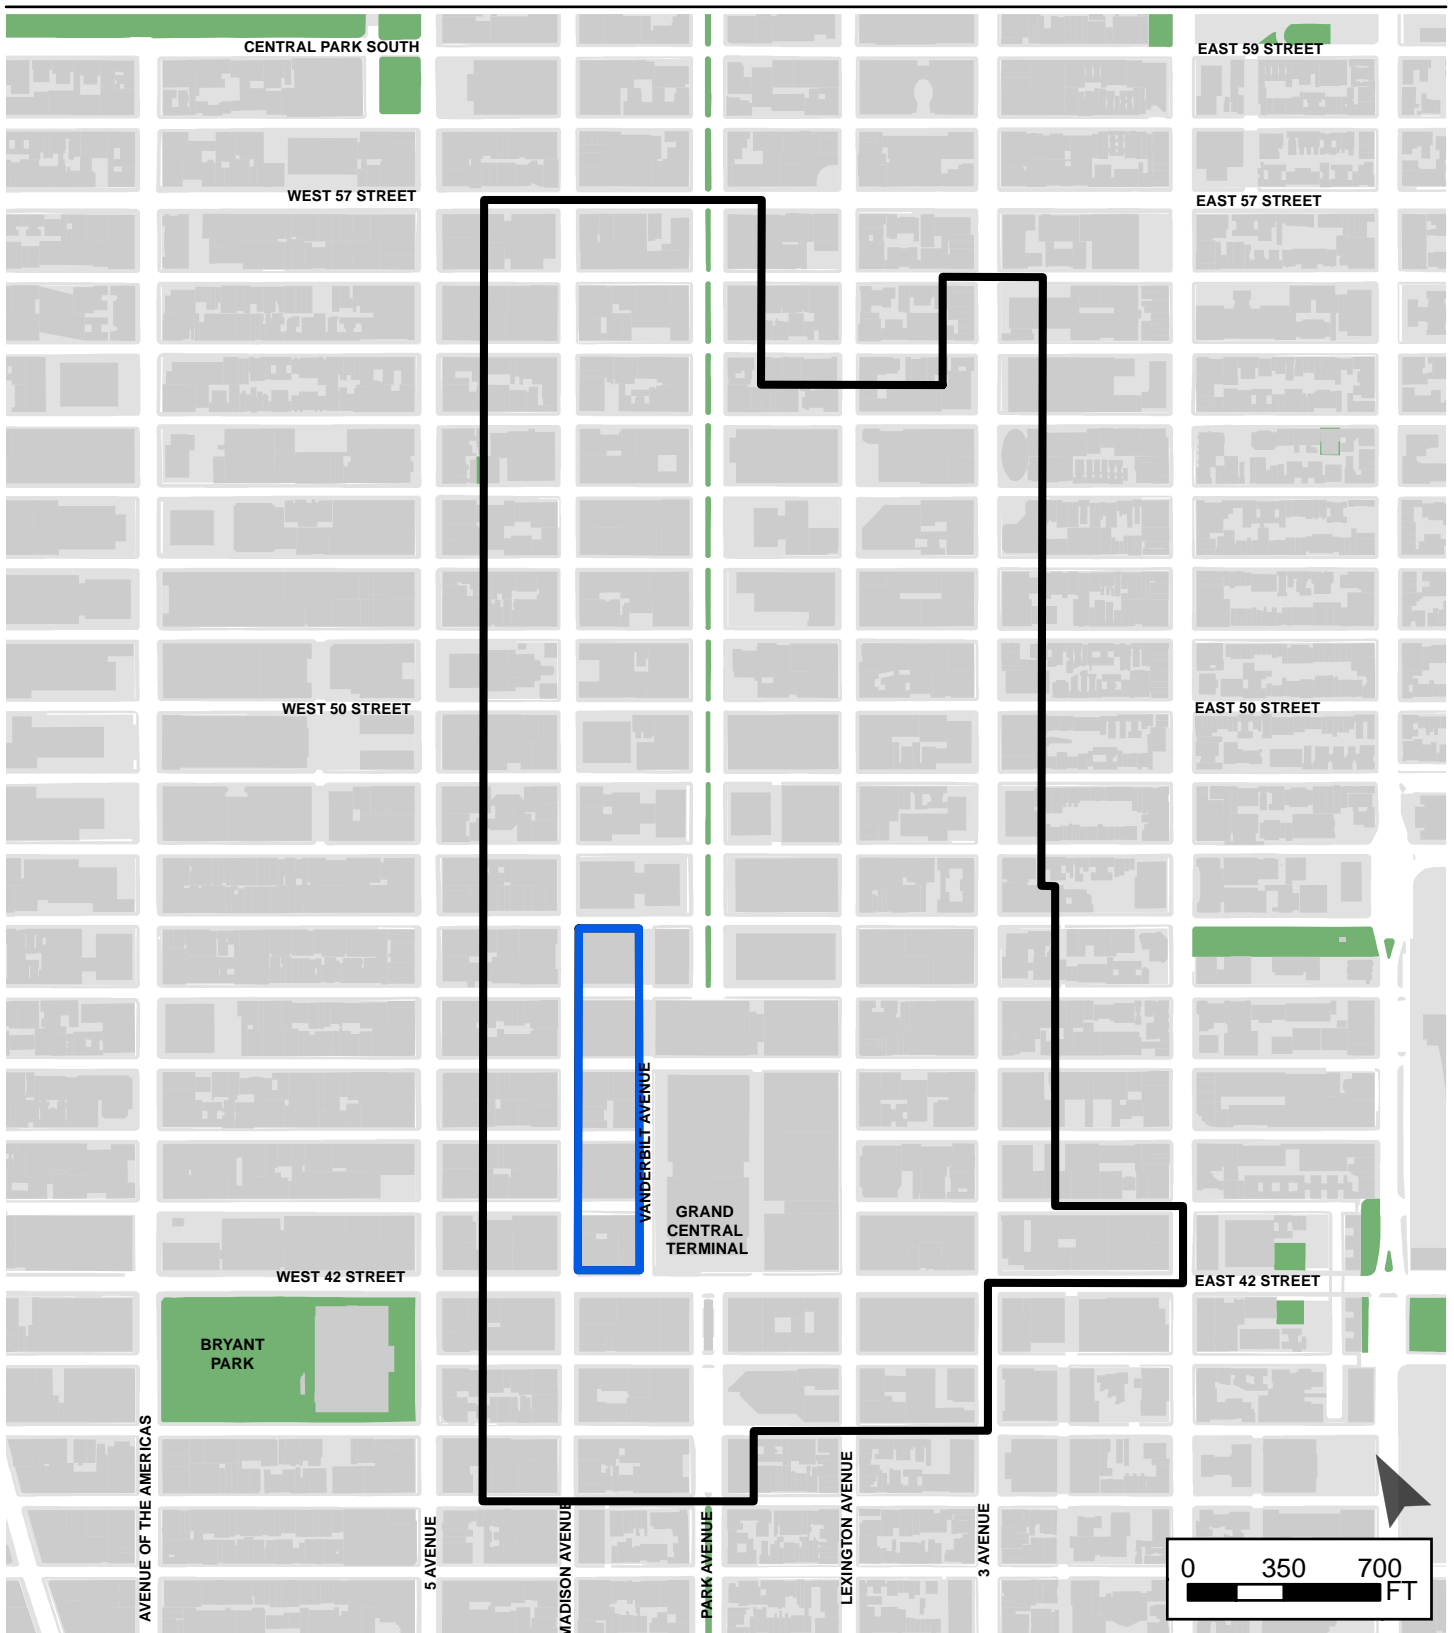 CENTRAL PARK SOUTH
EAST 59 STREET
WEST 57 STREET
EAST 57 STREET
WEST 50 STREET
EAST 50 STREET
VANDERBILT AVENUE
GRAND
CENTRAL
TERMINAL
WEST 42 STREET
EAST 42 STREET
BRYANT
PARK
AVENUE OF THE AMERICAS
5 AVENUE
MADISON AVENUE
PARK AVENUE
LEXINGTON AVENUE
3 AVENUE
0 350 700
FT